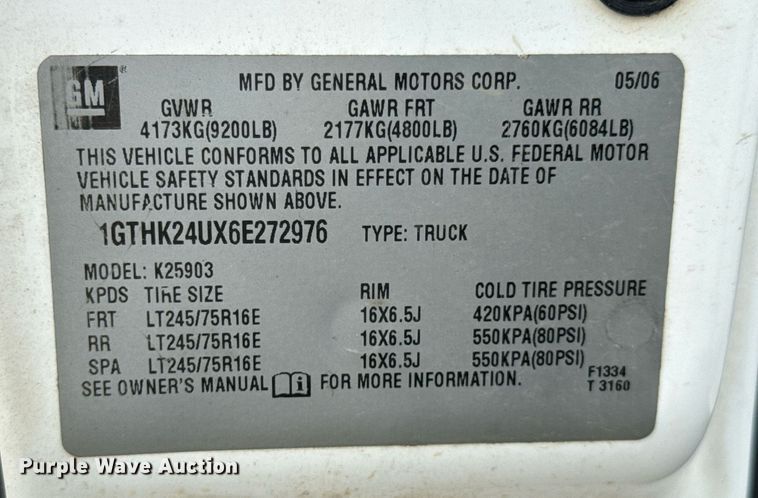 GM
MFD BY GENERAL MOTORS CORP. 05/06
GVWR GAWR FRT GAWR RR
4173KG(9200LB) 2177KG(4800LB) 2760KG(6084LB)
THIS VEHICLE CONFORMS TO ALL APPLICABLE U.S. FEDERAL MOTOR
VEHICLE SAFETY STANDARDS IN EFFECT ON THE DATE OF
MANUFACTURE SHOWN ABOVE.
1GTHK24UX6E272976 TYPE: TRUCK
MODEL: K25903
KPDS TIRE SIZE RIM COLD TIRE PRESSURE
FRT LT245/75R16E 16X6.5J 420KPA(60PSI)
RR LT245/75R16E 16X6.5J 550KPA(80PSI)
SPA LT245/75R16E 16X6.5J 550KPA(80PSI)
SEE OWNER'S MANUAL i FOR MORE INFORMATION. F1334
T 3160
Purple Wave Auction